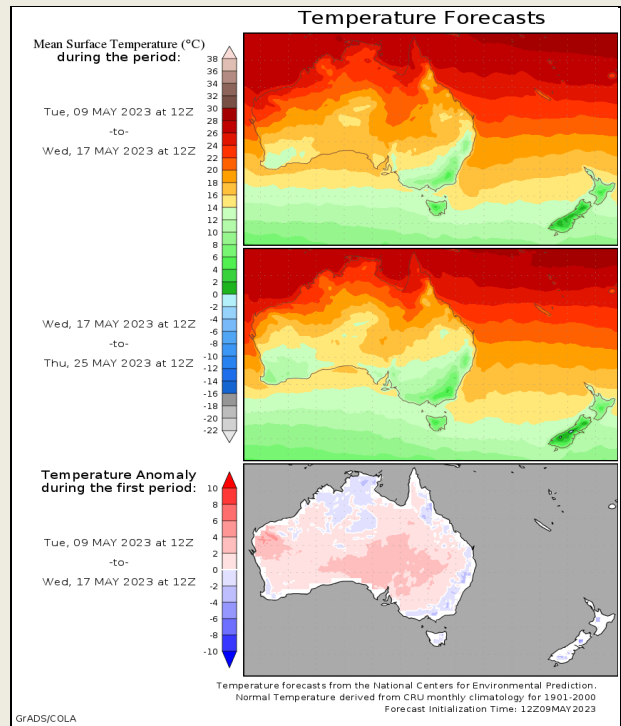 Temperature Forecasts
Mean Surface Temperature (°C)
during the period:
Tue, 09 MAY 2023 at 12Z
-to-
Wed, 17 MAY 2023 at 12Z
38
36
34
32
30
28
26
24
22
20
18
16
14
12
10
8
6
4
2
0
-2
-4
-6
-8
-10
-12
-14
-16
-18
-20
-22
Wed, 17 MAY 2023 at 12Z
-to-
Thu, 25 MAY 2023 at 12Z
Temperature Anomaly
during the first period:
Tue, 09 MAY 2023 at 12Z
-to-
Wed, 17 MAY 2023 at 12Z
10
8
6
4
2
0
-2
-4
-6
-8
-10
Temperature forecasts from the National Centers for Environmental Prediction.
Normal Temperature derived from CRU monthly climatology for 1901-2000
Forecast Initialization Time: 12Z09MAY2023
GrADS/COLA